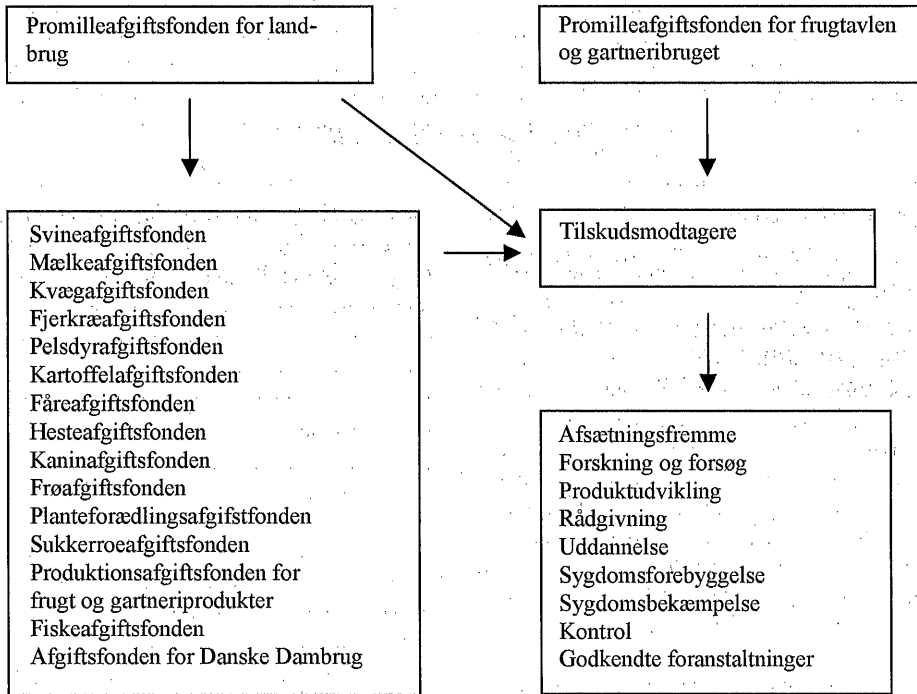 Promilleafgiftsfonden for land-
brug
Promilleafgiftsfonden for frugtavlen
og gartneribruget
Svineafgiftsfonden
Mælkeafgiftsfonden
Kvægafgiftsfonden
Fjerkræafgiftsfonden
Pelsdyrafgiftsfonden
Kartoffelafgiftsfonden
Fåreafgiftsfonden
Hesteafgiftsfonden
Kaninafgiftsfonden
Frøafgiftsfonden
Planteforædlingsafgifstfonden
Sukkerroeafgiftsfonden
Produktionsafgiftsfonden for
frugt og gartneriprodukter
Fiskeafgiftsfonden
Afgiftsfonden for Danske Dambrug
Tilskudsmodtagere
Afsætningsfremme
Forskning og forsøg
Produktudvikling
Rådgivning
Uddannelse
Sygdomsforebyggelse
Sygdomsbekæmpelse
Kontrol
Godkendte foranstaltninger